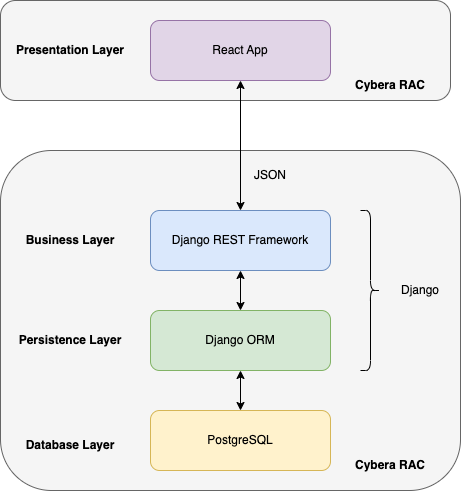 Presentation Layer
React App
Cybera RAC
JSON
Business Layer
Django REST Framework
Django
Persistence Layer
Django ORM
Database Layer
PostgreSQL
Cybera RAC